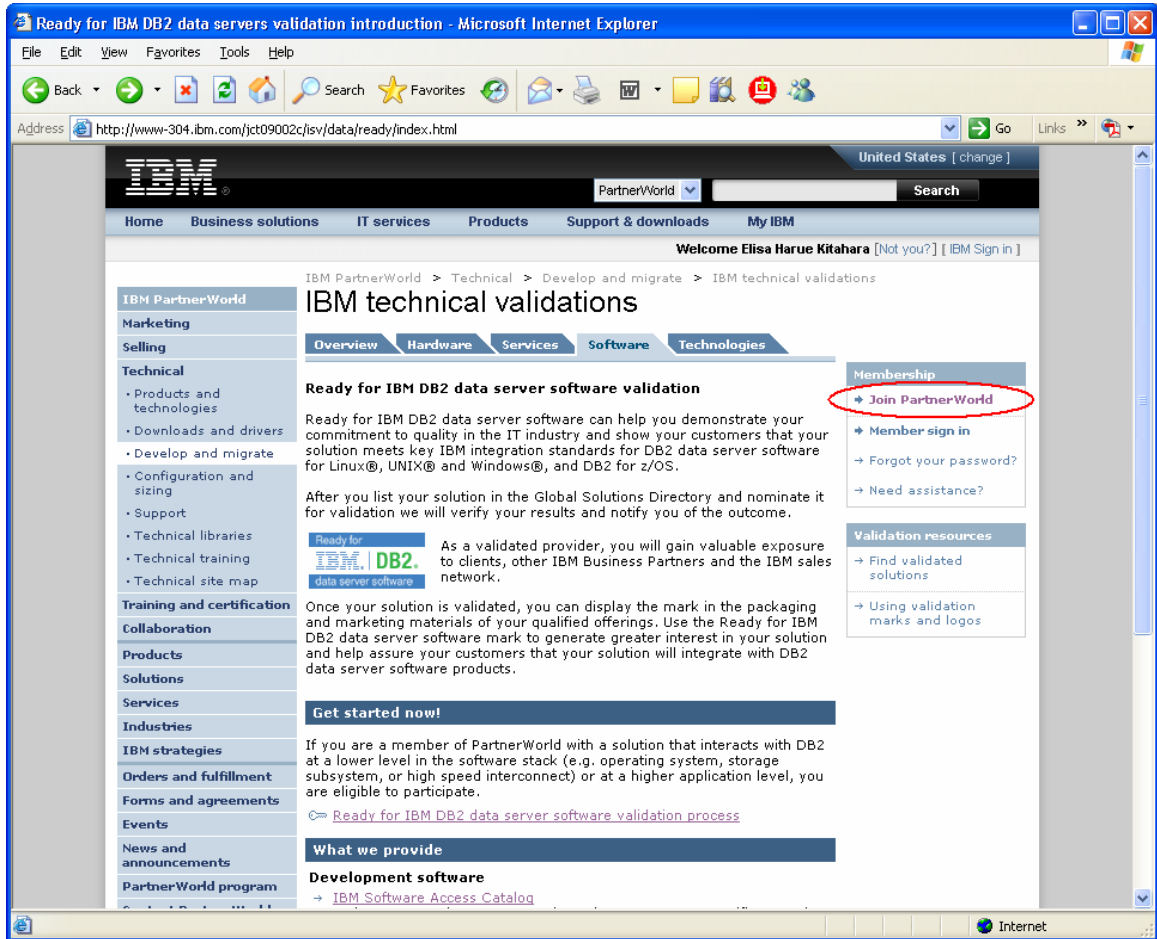 Ready for IBM DB2 data servers validation introduction - Microsoft Internet Explorer
File Edit View Favorites Tools Help
Back Search Favorites
Address http://www-304.ibm.com/jct09002c/isv/data/ready/index.html Go Links »
United States [ change ]
IBM®
PartnerWorld Search
Home Business solutions IT services Products Support & downloads My IBM
Welcome Elisa Harue Kitahara [Not you?] [ IBM Sign in ]
IBM PartnerWorld > Technical > Develop and migrate > IBM technical validations
IBM technical validations
Overview Hardware Services Software Technologies
IBM PartnerWorld
Marketing
Selling
Technical
• Products and
technologies
• Downloads and drivers
• Develop and migrate
• Configuration and
sizing
• Support
• Technical libraries
• Technical training
• Technical site map
Training and certification
Collaboration
Products
Solutions
Services
Industries
IBM strategies
Orders and fulfillment
Forms and agreements
Events
News and
announcements
PartnerWorld program
Ready for IBM DB2 data server software validation
Ready for IBM DB2 data server software can help you demonstrate your
commitment to quality in the IT industry and show your customers that your
solution meets key IBM integration standards for DB2 data server software
for Linux®, UNIX® and Windows®, and DB2 for z/OS.
After you list your solution in the Global Solutions Directory and nominate it
for validation we will verify your results and notify you of the outcome.
Ready for
IBM. DB2.
data server software
As a validated provider, you will gain valuable exposure
to clients, other IBM Business Partners and the IBM sales
network.
Once your solution is validated, you can display the mark in the packaging
and marketing materials of your qualified offerings. Use the Ready for IBM
DB2 data server software mark to generate greater interest in your solution
and help assure your customers that your solution will integrate with DB2
data server software products.
Get started now!
If you are a member of PartnerWorld with a solution that interacts with DB2
at a lower level in the software stack (e.g. operating system, storage
subsystem, or high speed interconnect) or at a higher application level, you
are eligible to participate.
Ready for IBM DB2 data server software validation process
What we provide
Development software
→ IBM Software Access Catalog
Membership
Join PartnerWorld
Member sign in
→ Forgot your password?
→ Need assistance?
Validation resources
→ Find validated
solutions
→ Using validation
marks and logos
Internet